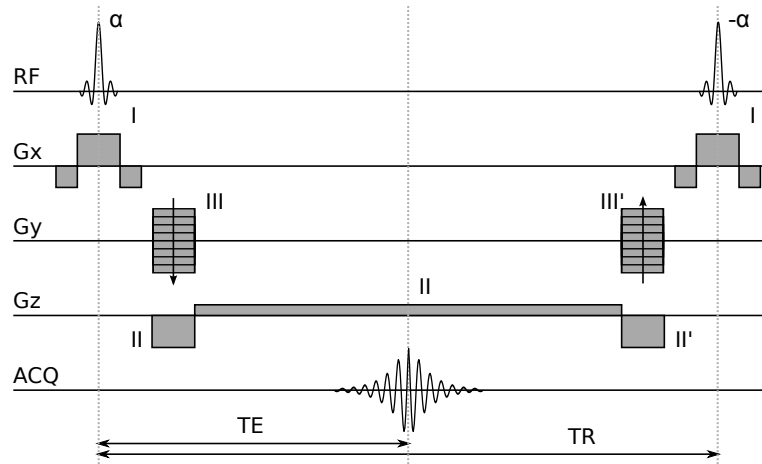 α -α
RF
I I
Gx
III III'
Gy
II
Gz
II II'
ACQ
TE
TR